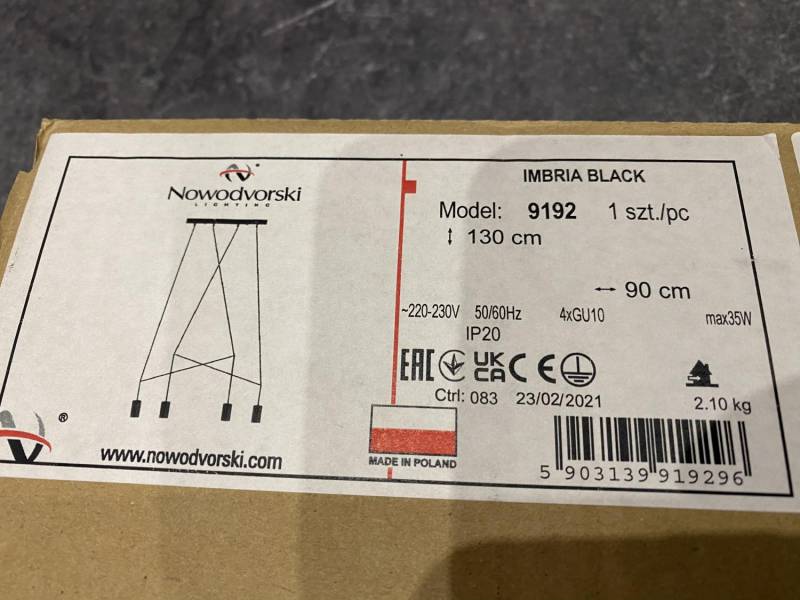 Nowodvorski
LIGHTING
®
www.nowodvorski.com
IMBRIA BLACK
Model: 9192 1 szt./pc
↕ 130 cm
↔ 90 cm
~220-230V 50/60Hz 4xGU10 max35W
IP20
EAC UK CA CE
Ctrl: 083 23/02/2021
2.10 kg
MADE IN POLAND
5 903139 919296